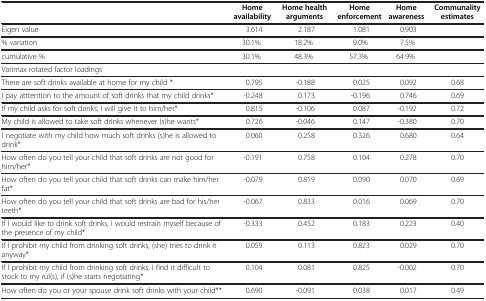 Home availability Home health arguments Home enforcement Home awareness Communality estimates
Eigen value 3.614 2.187 1.081 0.903
% variation 30.1% 18.2% 9.0% 7.5%
cumulative % 30.1% 48.3% 57.3% 64.9%
Varimax rotated factor loadings
There are soft drinks available at home for my child * 0.795 -0.188 0.025 0.092 0.68
I pay atttention to the amount of soft drinks that my child drinks* -0.248 0.173 -0.196 0.746 0.69
If my child asks for soft drinks; I will give it to him/her* 0.815 -0.106 0.087 -0.192 0.72
My child is allowed to take soft drinks whenever (s)he wants* 0.726 -0.046 0.147 -0.380 0.70
I negotiate with my child how much soft drinks (s)he is allowed to 0.060 0.258 0.326 0.680 0.64
drink*
How often do you tell your child that soft drinks are not good for -0.191 0.758 0.104 0.278 0.70
him/her*
How often do you tell your child that soft drinks can make him/her -0.079 0.819 0.090 0.070 0.69
fat*
How often do you tell your child that soft drinks are bad for his/her -0.067 0.833 0.016 0.069 0.70
teeth*
If I would like to drink soft drinks, I would restrain myself because of -0.333 0.452 0.183 0.223 0.40
the presence of my child*
If I prohibit my child from drinking soft drinks, (she) tries to drink it 0.059 0.113 0.823 0.029 0.70
anyway*
If I prohibit my child from drinking soft drinks, I find it difficult to 0.104 0.081 0.825 -0.002 0.70
stock to my rul(s), if (s)he starts negotiating*
How often do you or your spouse drink soft drinks with your child** 0.690 -0.091 0.038 0.017 0.49